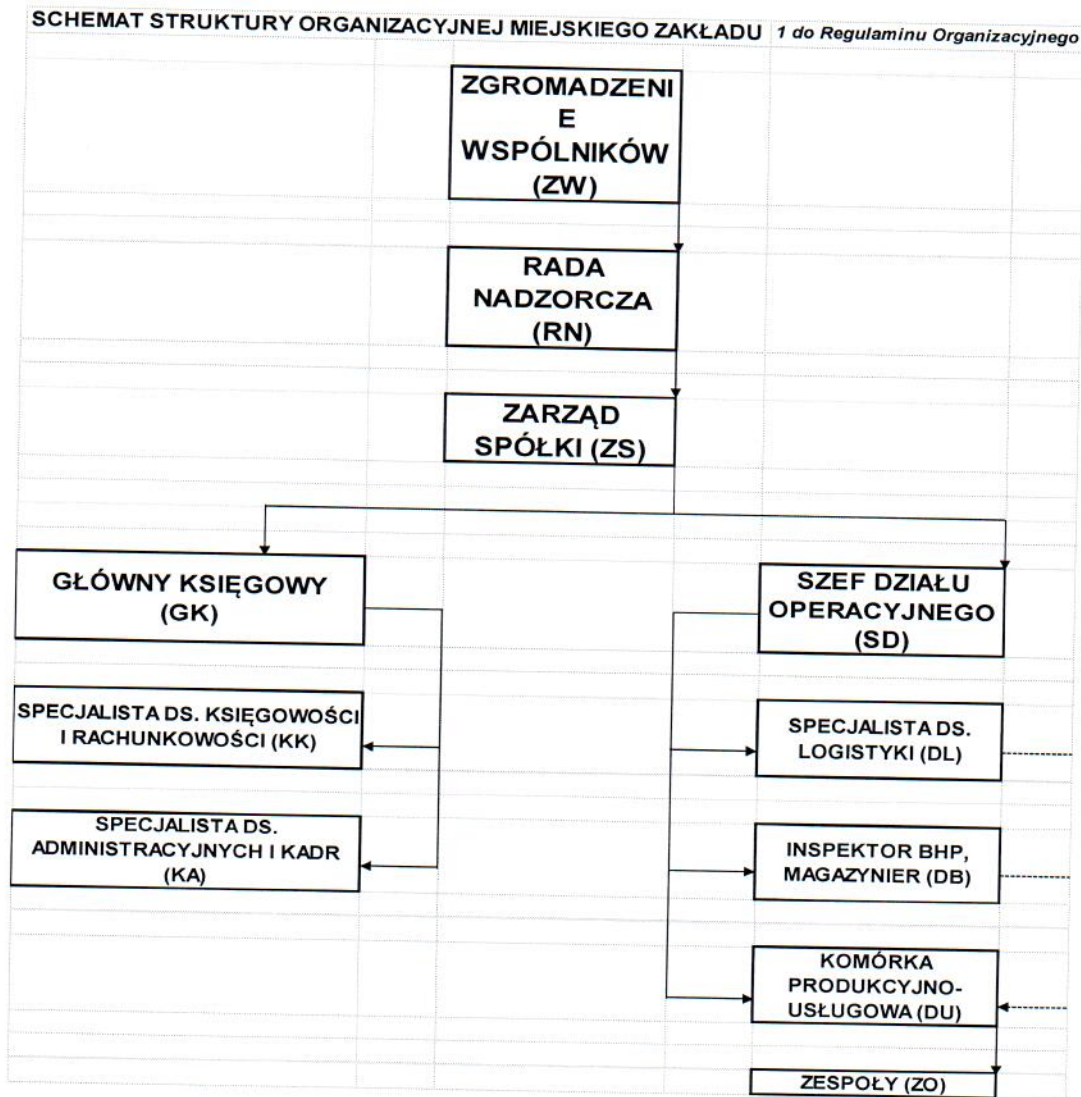 SCHEMAT STRUKTURY ORGANIZACYJNEJ MIEJSKIEGO ZAKŁADU
1 do Regulaminu Organizacyjnego
ZGROMADZENI
E
WSPÓLNIKÓW
(ZW)
RADA
NADZORCZA
(RN)
ZARZĄD
SPÓŁKI (ZS)
GŁÓWNY KSIĘGOWY
(GK)
SZEF DZIAŁU
OPERACYJNEGO
(SD)
SPECJALISTA DS. KSIĘGOWOŚCI
I RACHUNKOWOŚCI (KK)
SPECJALISTA DS.
LOGISTYKI (DL)
SPECJALISTA DS.
ADMINISTRACYJNYCH I KADR
(KA)
INSPEKTOR BHP,
MAGAZYNIER (DB)
KOMÓRKA
PRODUKCYJNO-
USŁUGOWA (DU)
ZESPOŁY (ZO)